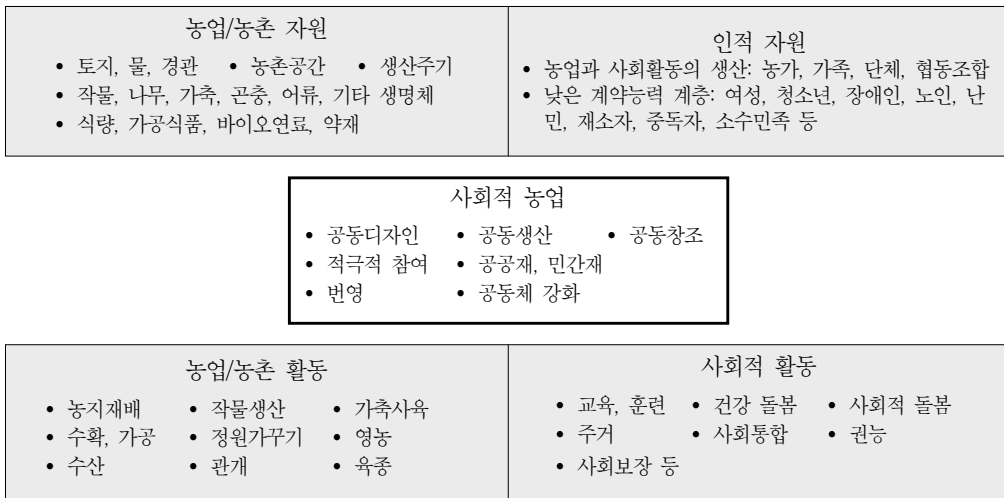 농업/농촌 자원
• 토지, 물, 경관 • 농촌공간 • 생산주기
• 작물, 나무, 가축, 곤충, 어류, 기타 생명체
• 식량, 가공식품, 바이오연료, 약재
인적 자원
• 농업과 사회활동의 생산: 농가, 가족, 단체, 협동조합
• 낮은 계약능력 계층: 여성, 청소년, 장애인, 노인, 난
민, 재소자, 중독자, 소수민족 등
사회적 농업
• 공동디자인 • 공동생산 • 공동창조
• 적극적 참여 • 공공재, 민간재
• 번영 • 공동체 강화
농업/농촌 활동
• 농지재배 • 작물생산 • 가축사육
• 수확, 가공 • 정원가꾸기 • 영농
• 수산 • 관개 • 육종
사회적 활동
• 교육, 훈련 • 건강 돌봄 • 사회적 돌봄
• 주거 • 사회통합 • 권능
• 사회보장 등